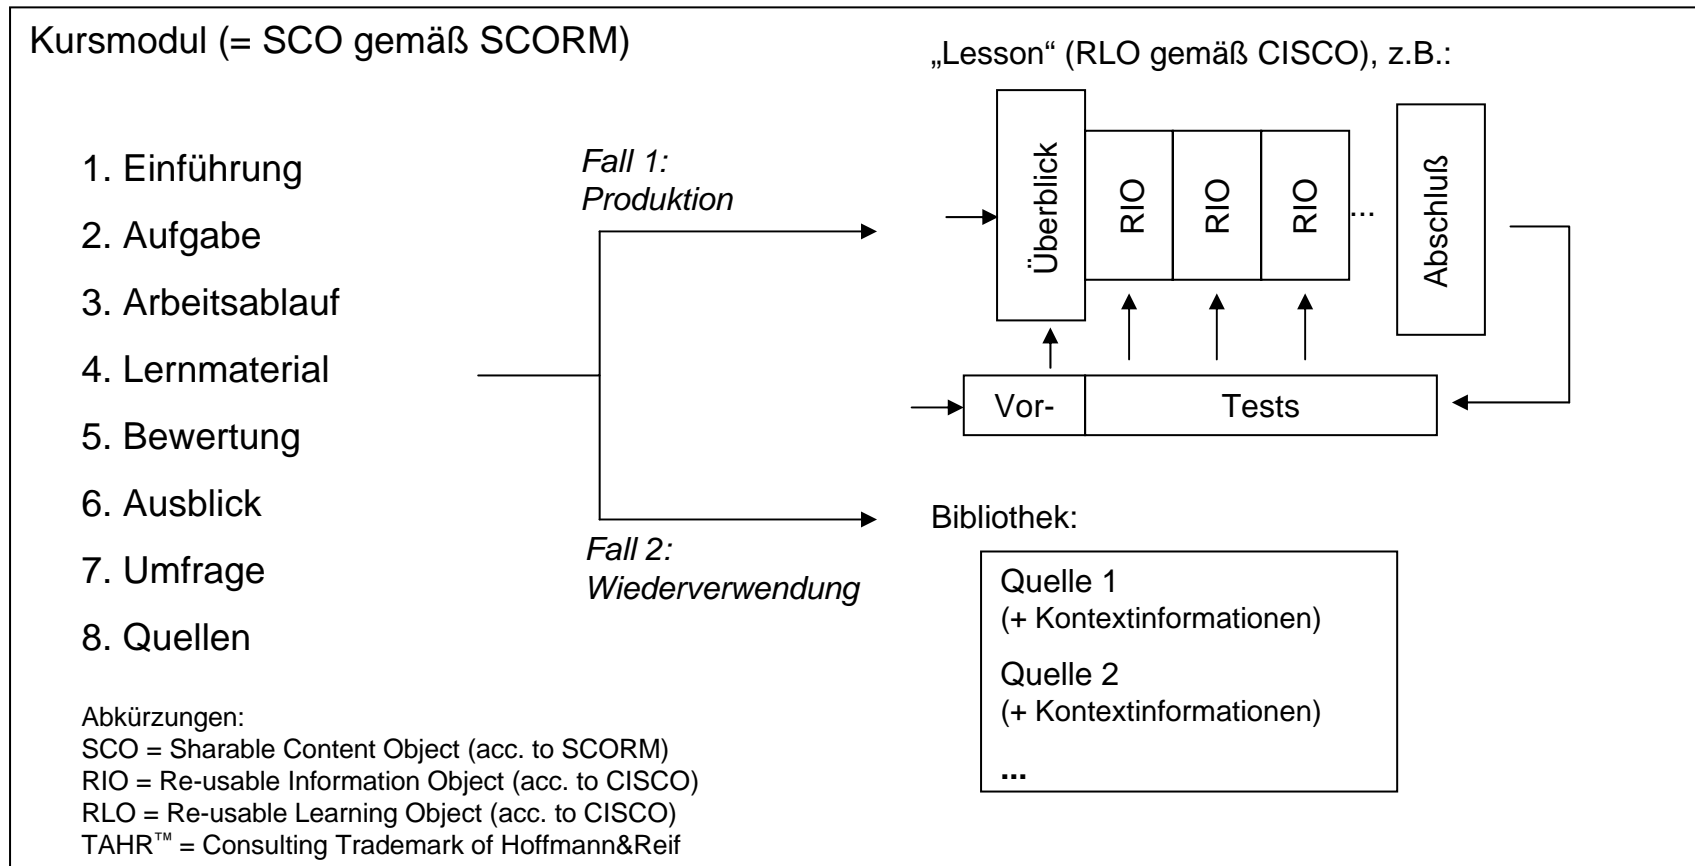 Kursmodul (= SCO gemäß SCORM)
1. Einführung
2. Aufgabe
3. Arbeitsablauf
4. Lernmaterial
5. Bewertung
6. Ausblick
7. Umfrage
8. Quellen
Fall 1:
Produktion
Fall 2:
Wiederverwendung
„Lesson“ (RLO gemäß CISCO), z.B.:
Überblick
RIO
RIO
RIO
...
Abschluß
Vor-
Tests
Bibliothek:
Quelle 1
(+ Kontextinformationen)
Quelle 2
(+ Kontextinformationen)
...
Abkürzungen:
SCO = Sharable Content Object (acc. to SCORM)
RIO = Re-usable Information Object (acc. to CISCO)
RLO = Re-usable Learning Object (acc. to CISCO)
TAHR™ = Consulting Trademark of Hoffmann&Reif